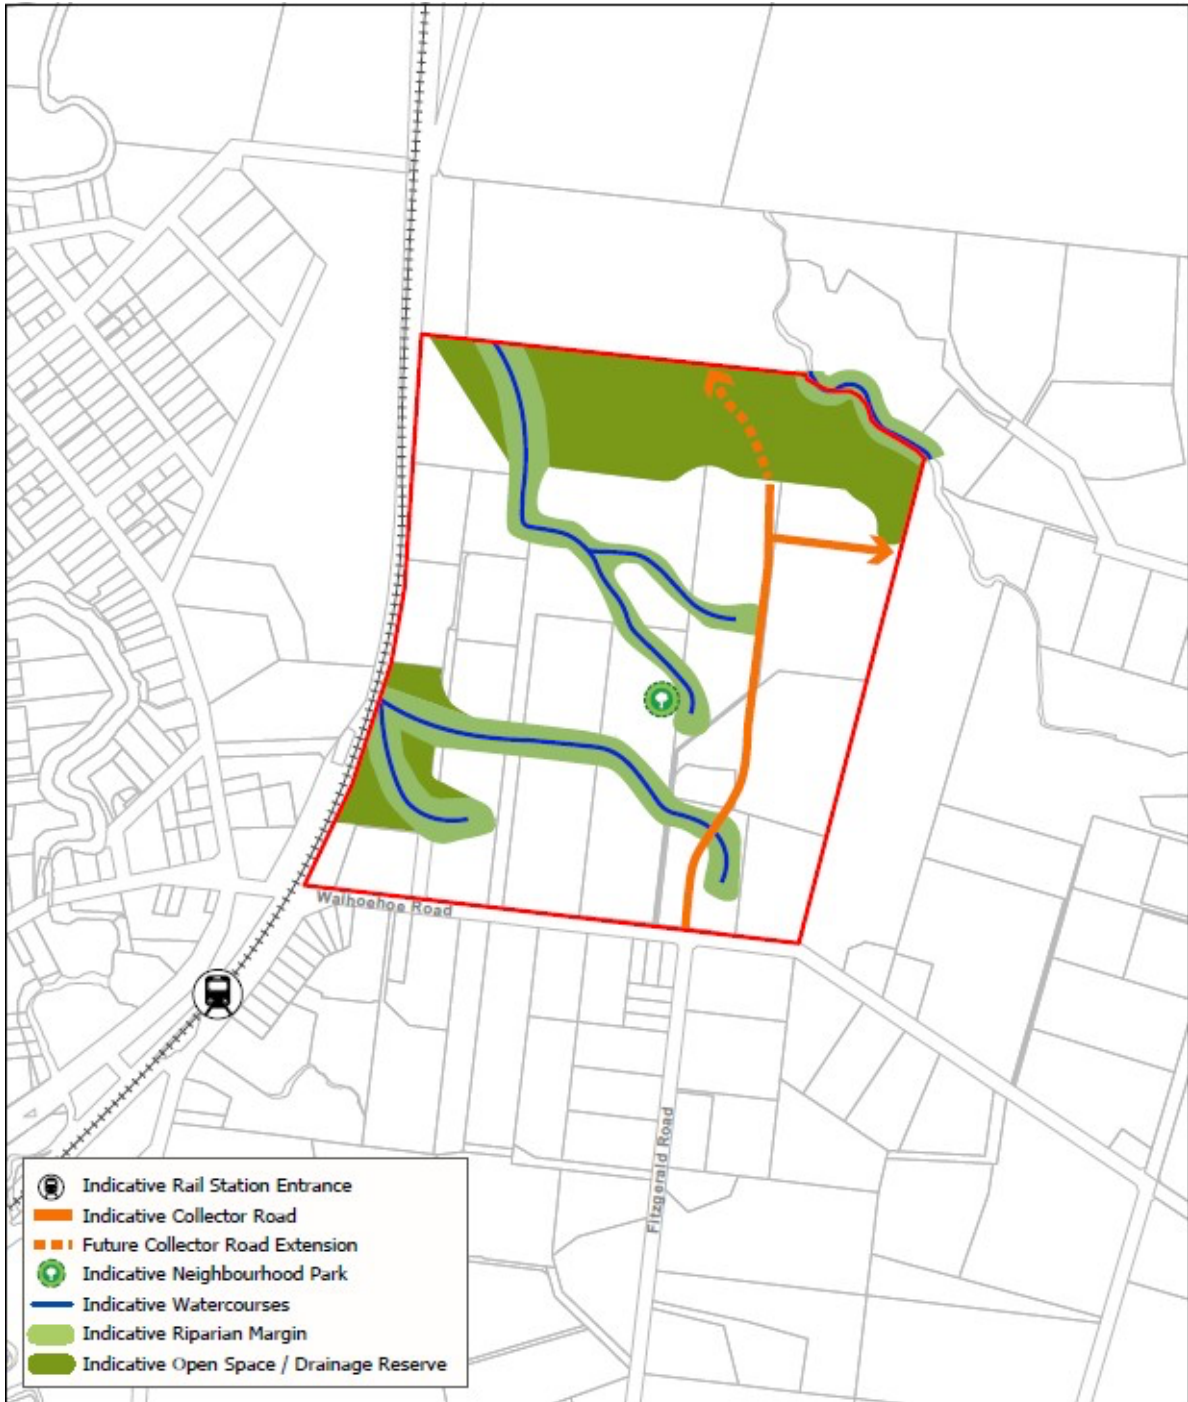 Waihoehoe Road
Fitzgerald Road
Indicative Rail Station Entrance
Indicative Collector Road
Future Collector Road Extension
Indicative Neighbourhood Park
Indicative Watercourses
Indicative Riparian Margin
Indicative Open Space / Drainage Reserve